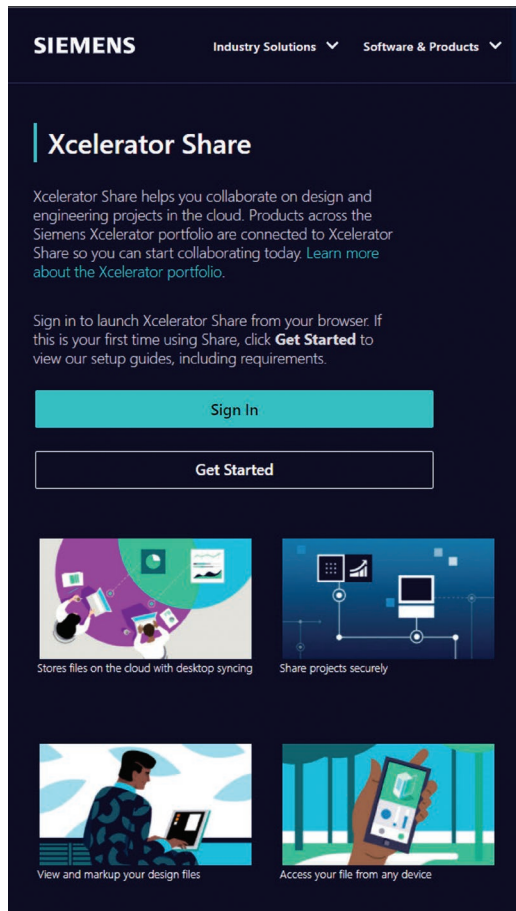 SIEMENS
Industry Solutions
Software & Products
Xcelerator Share
Xcelerator Share helps you collaborate on design and
engineering projects in the cloud. Products across the
Siemens Xcelerator portfolio are connected to Xcelerator
Share so you can start collaborating today. Learn more
about the Xcelerator portfolio.
Sign in to launch Xcelerator Share from your browser. If
this is your first time using Share, click Get Started to
view our setup guides, including requirements.
Sign In
Get Started
Stores files on the cloud with desktop syncing
Share projects securely
View and markup your design files
Access your file from any device